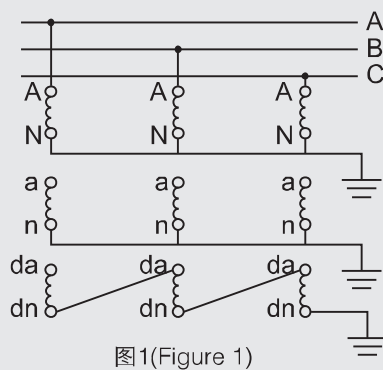 A
B
C
A A A
N N N
a a a
n n n
da da da
dn dn dn
图1(Figure 1)